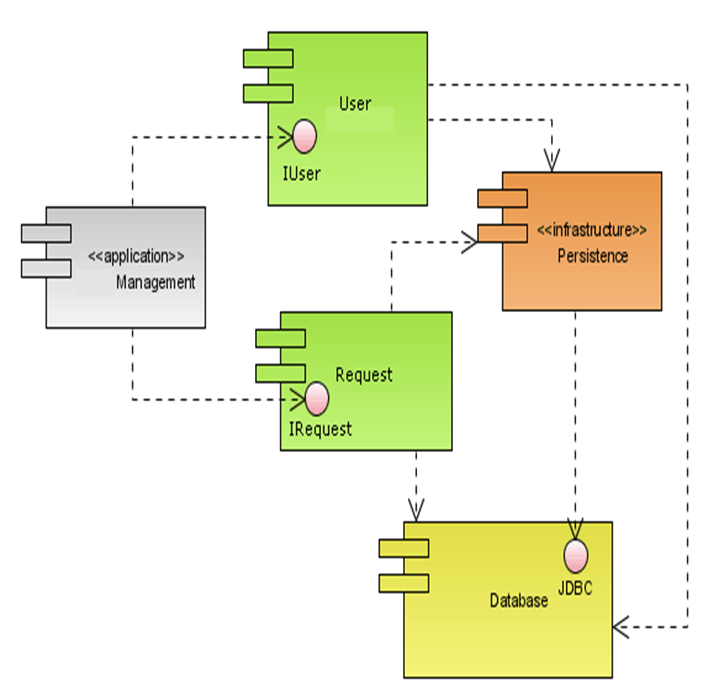 User
IUser
<<application>>
Management
<<infrastructure>>
Persistence
Request
IRequest
JDBC
Database